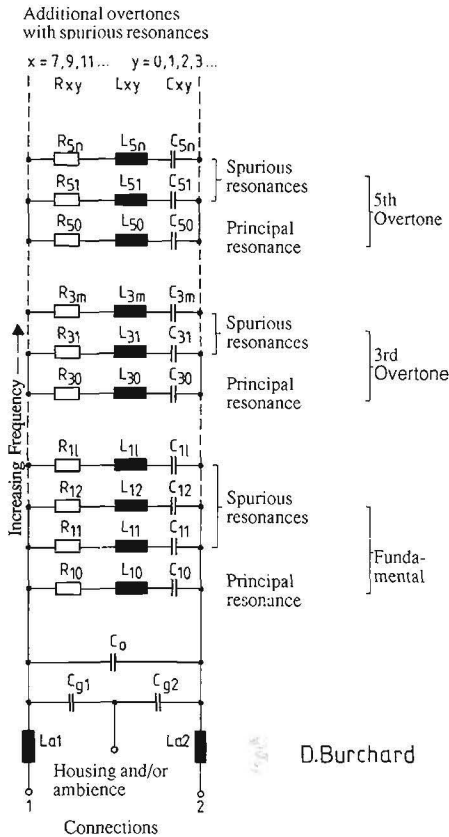 Additional overtones
with spurious resonances
x = 7,9,11... y = 0,1,2,3...
Rxy Lxy Cxy
R5n L5n C5n
Spurious
resonances
R51 L51 C51
5th
Overtone
R50 L50 C50
Principal
resonance
R3m L3m C3m
Spurious
resonances
R31 L31 C31
3rd
Overtone
R30 L30 C30
Principal
resonance
Increasing Frequency
R1l L1l C1l
R12 L12 C12
Spurious
resonances
R11 L11 C11
Funda-
mental
R10 L10 C10
Principal
resonance
Co
Cg1 Cg2
La1 La2
Housing and/or
ambience
1 2
Connections
D.Burchard